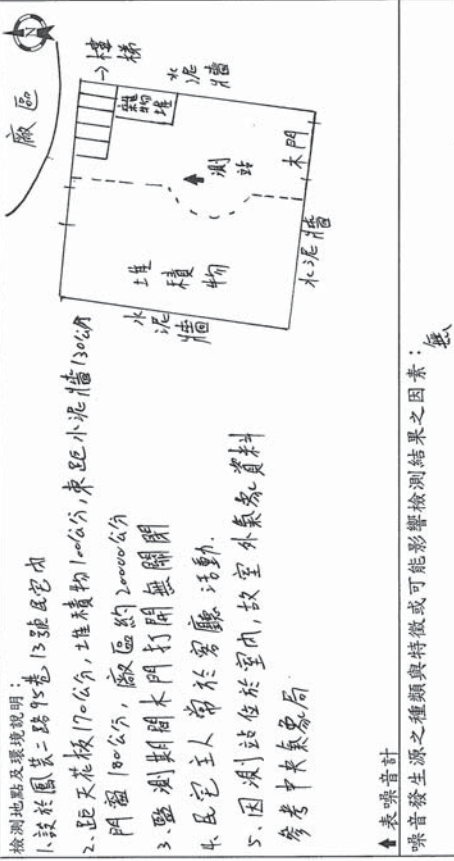 檢測地點及環境說明:
1.設於鳳芸二路95巷13號民宅內
2.距天花板170公分,堆積物100公分,東距水泥牆130公分
門窗100公分,廠區約20000公分
3.監測期間木門打開無關閉
4.民宅主人常於客廳活動.
5.因測站位於室內,故室外氣象資料
參考中央氣象局
廠區
N
→樓梯
雜物堆
水泥牆
測站
木門
堆積物
水泥牆
水泥牆
↑表噪音計
噪音發生源之種類與特徵或可能影響檢測結果之因素:
無